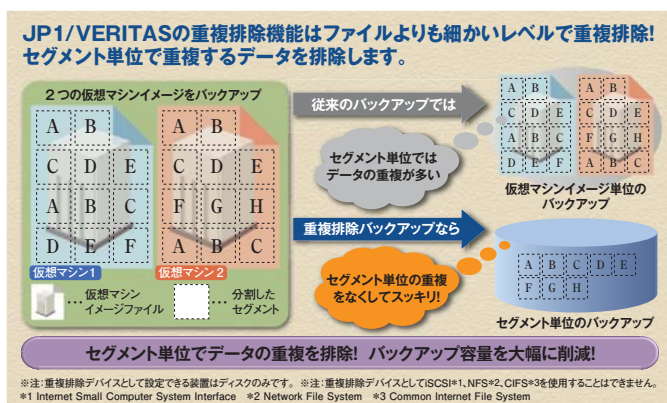 JP1/VERITASの重複排除機能はファイルよりも細かいレベルで重複排除!
セグメント単位で重複するデータを排除します。
2つの仮想マシンイメージをバックアップ
A B
C D E
A B C
D E F
仮想マシン1
A B
C D E
F G H
A B C
仮想マシン2
…仮想マシン
イメージファイル
…分割した
セグメント
従来のバックアップでは
セグメント単位では
データの重複が多い
A B
C D E
A B C
D E F
A B
C D E
F G H
A B C
仮想マシンイメージ単位の
バックアップ
重複排除バックアップなら
セグメント単位の重複
をなくしてスッキリ!
A B C D E
F G H
セグメント単位のバックアップ
セグメント単位でデータの重複を排除! バックアップ容量を大幅に削減!
※注:重複排除デバイスとして設定できる装置はディスクのみです。 ※注:重複排除デバイスとしてiSCSI*1、NFS*2、CIFS*3を使用することはできません。
*1 Internet Small Computer System Interface *2 Network File System *3 Common Internet File System